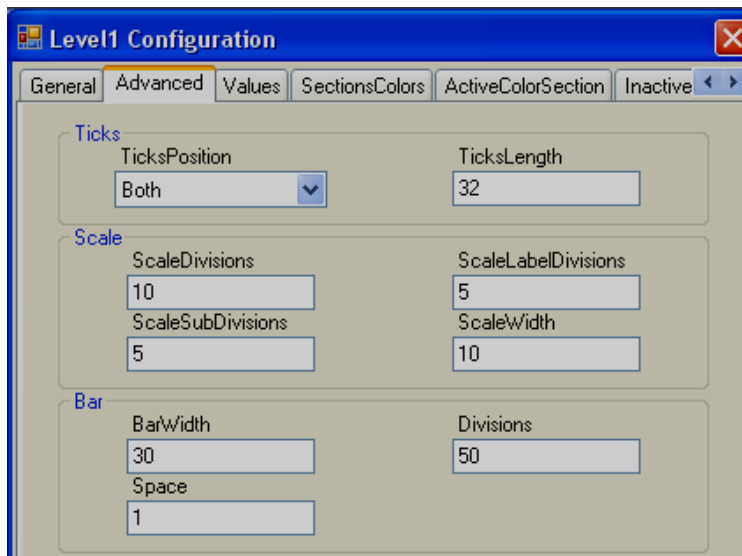 Level1 Configuration
General Advanced Values SectionsColors ActiveColorSection Inactive
Ticks
TicksPosition TicksLength
Both 32
Scale
ScaleDivisions ScaleLabelDivisions
10 5
ScaleSubDivisions ScaleWidth
5 10
Bar
BarWidth Divisions
30 50
Space
1